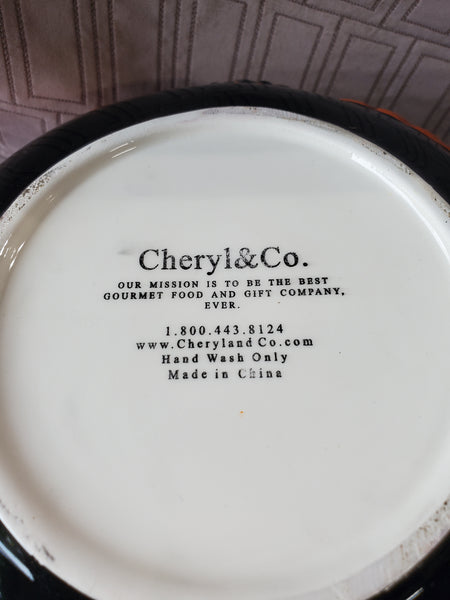 Cheryl&Co.
OUR MISSION IS TO BE THE BEST
GOURMET FOOD AND GIFT COMPANY,
EVER.
1.800.443.8124
www.CherylandCo.com
Hand Wash Only
Made in China